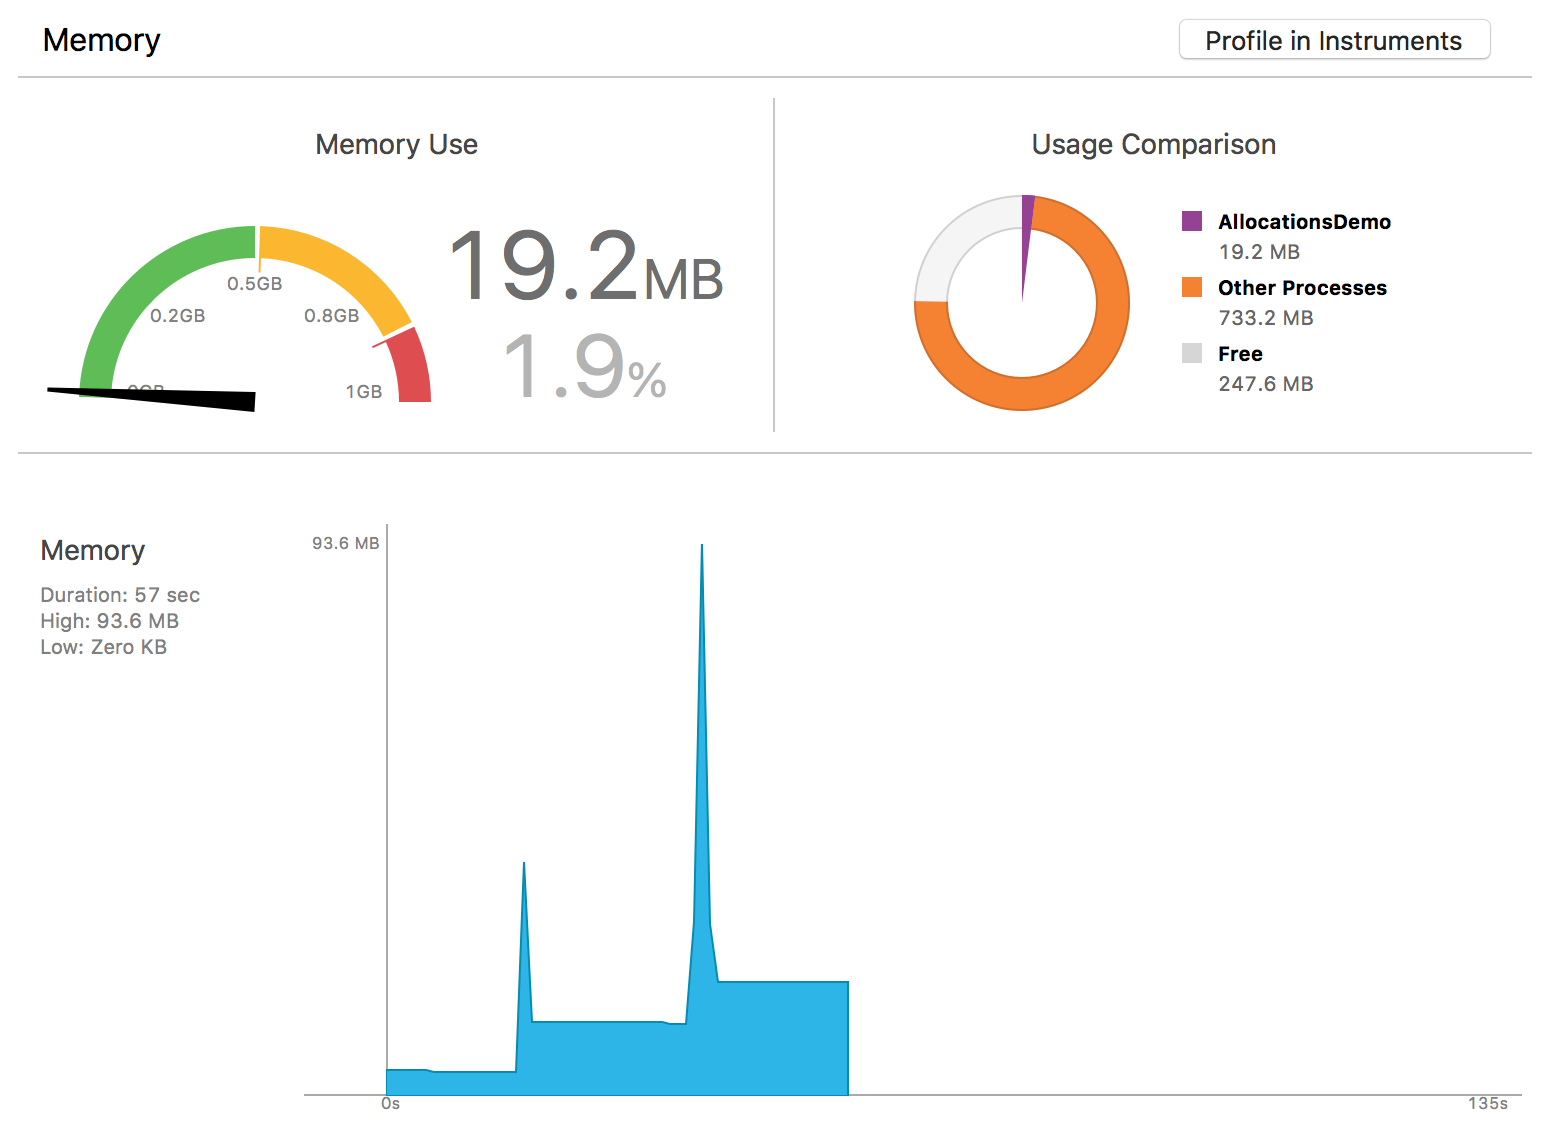 Memory
Profile in Instruments
Memory Use
Usage Comparison
0GB
0.2GB
0.5GB
0.8GB
1GB
19.2MB
1.9%
AllocationsDemo
19.2 MB
Other Processes
733.2 MB
Free
247.6 MB
Memory
Duration: 57 sec
High: 93.6 MB
Low: Zero KB
93.6 MB
0s
135s